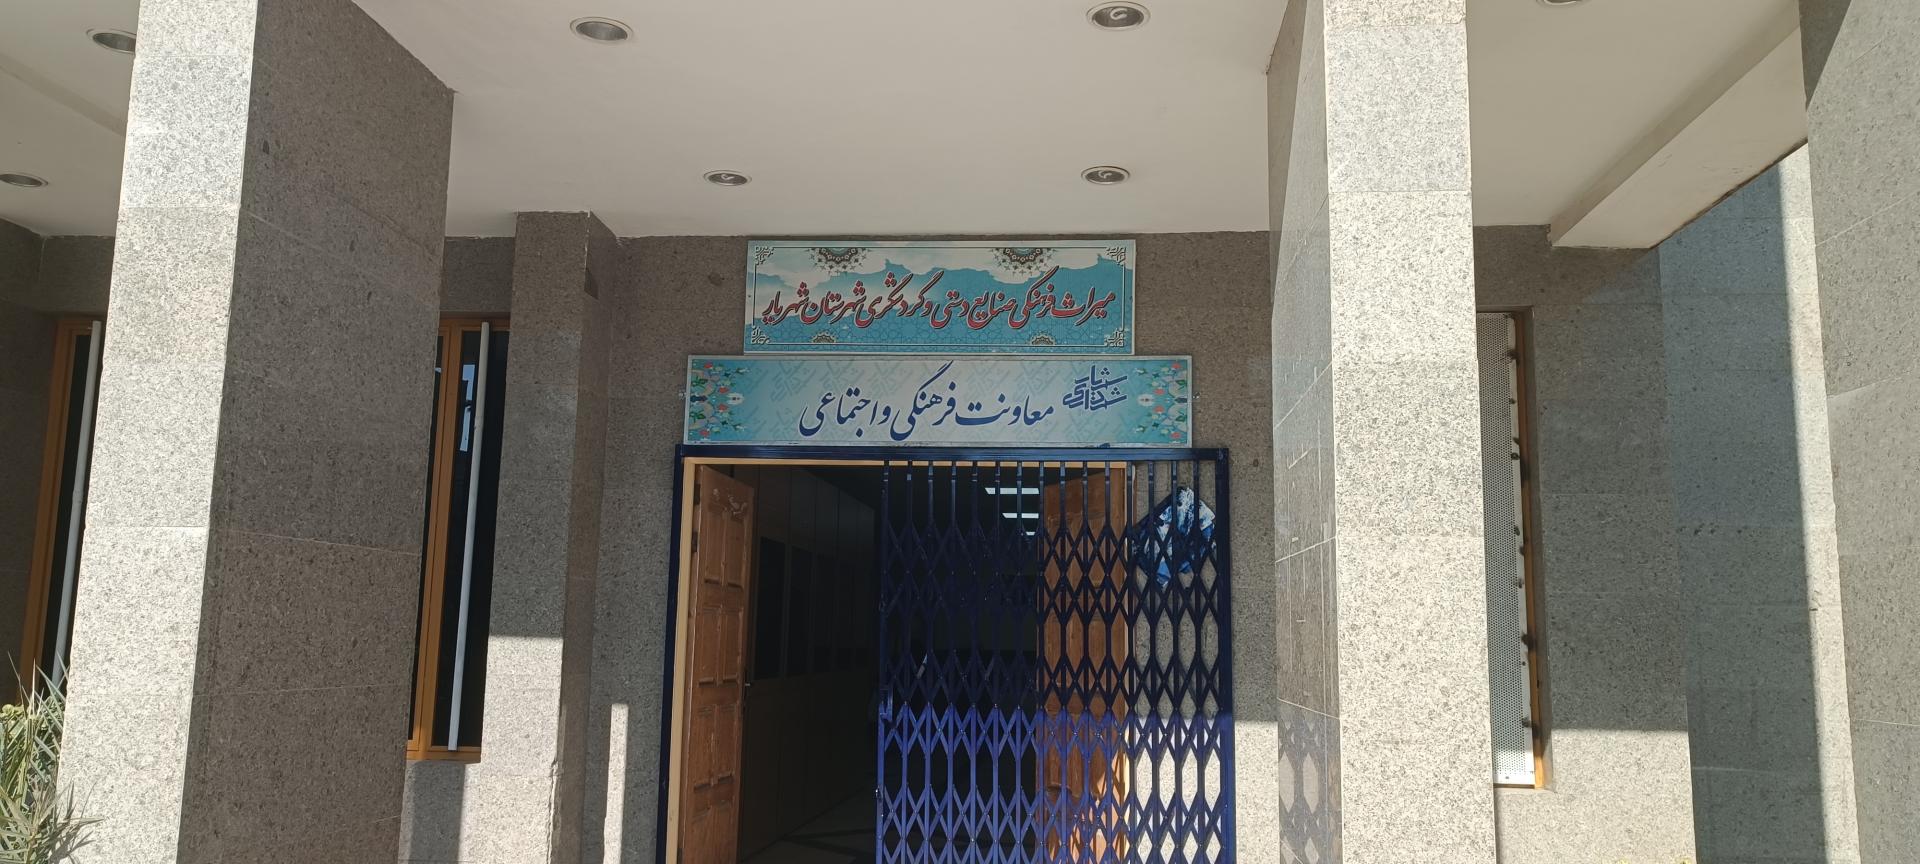 میراث فرهنگی صنایع دستی و گردشگری شهرستان شهریار
معاونت فرهنگی و اجتماعی